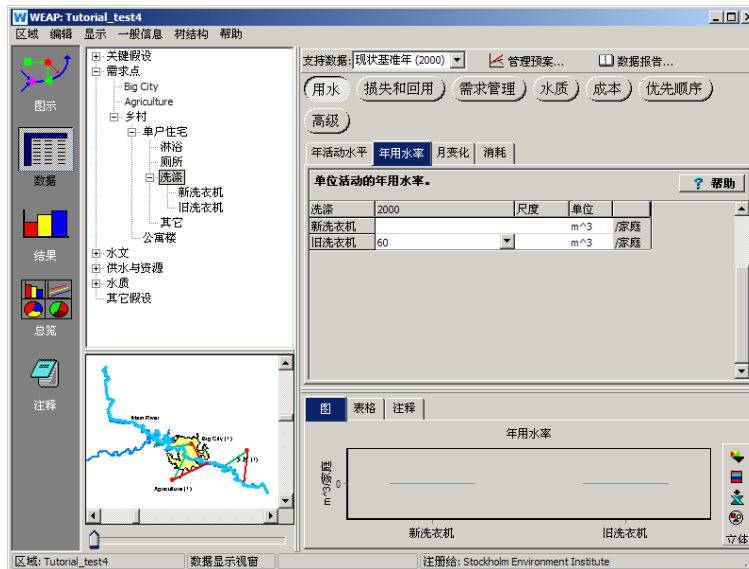 WEAP: Tutorial_test4
区域 编辑 显示 一般信息 树结构 帮助
图示
数据
结果
总览
注释
关键假设
需求点
Big City
Agriculture
乡村
单户住宅
淋浴
厕所
洗涤
新洗衣机
旧洗衣机
其它
公寓楼
水文
供水与资源
水质
其它假设
Main River
Big City (1)
Agriculture (1)
支持数据: 现状基准年 (2000) 管理预案... 数据报告...
用水 损失和回用 需求管理 水质 成本 优先顺序
高级
年活动水平 年用水率 月变化 消耗
单位活动的年用水率。 ? 帮助
洗涤 2000 尺度 单位
新洗衣机 m^3 /家庭
旧洗衣机 60 m^3 /家庭
图 表格 注释
年用水率
m^3/家庭
0
新洗衣机 旧洗衣机
立体
区域: Tutorial_test4 数据显示视窗 注册给: Stockholm Environment Institute